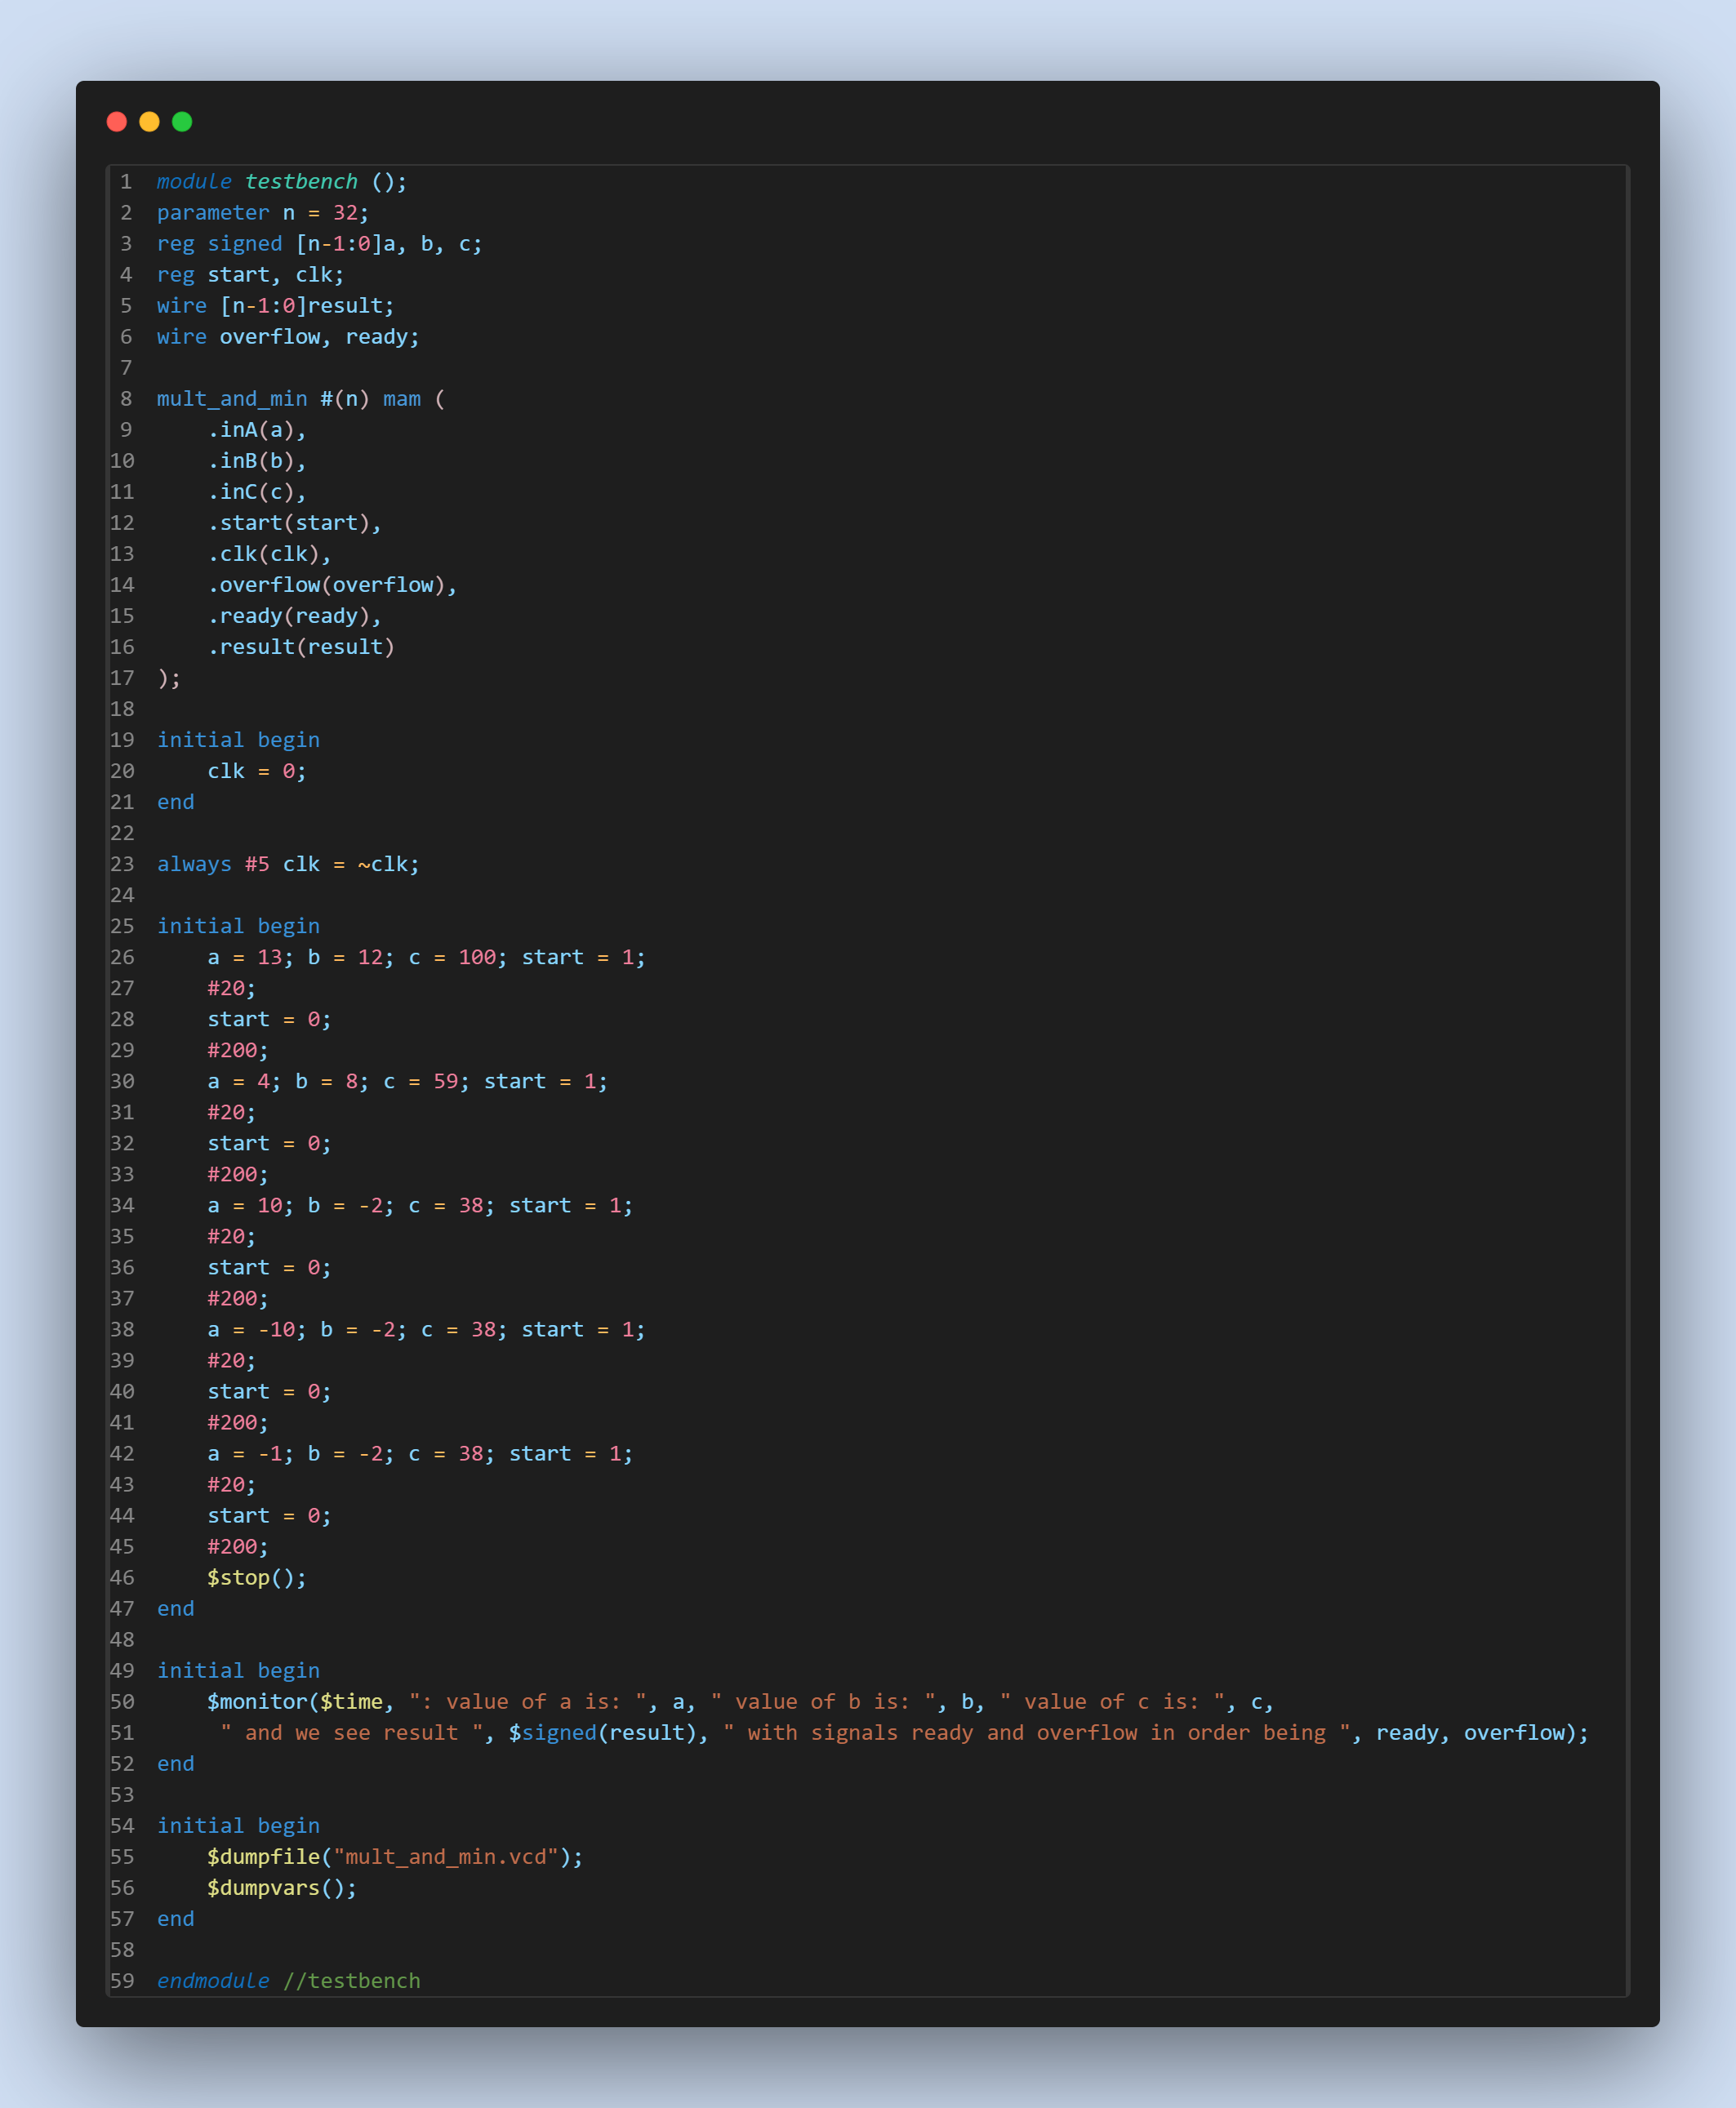 1 module testbench ();
2 parameter n = 32;
3 reg signed [n-1:0]a, b, c;
4 reg start, clk;
5 wire [n-1:0]result;
6 wire overflow, ready;
7
8 mult_and_min #(n) mam (
9     .inA(a),
10     .inB(b),
11     .inC(c),
12     .start(start),
13     .clk(clk),
14     .overflow(overflow),
15     .ready(ready),
16     .result(result)
17 );
18
19 initial begin
20     clk = 0;
21 end
22
23 always #5 clk = ~clk;
24
25 initial begin
26     a = 13; b = 12; c = 100; start = 1;
27     #20;
28     start = 0;
29     #200;
30     a = 4; b = 8; c = 59; start = 1;
31     #20;
32     start = 0;
33     #200;
34     a = 10; b = -2; c = 38; start = 1;
35     #20;
36     start = 0;
37     #200;
38     a = -10; b = -2; c = 38; start = 1;
39     #20;
40     start = 0;
41     #200;
42     a = -1; b = -2; c = 38; start = 1;
43     #20;
44     start = 0;
45     #200;
46     $stop();
47 end
48
49 initial begin
50     $monitor($time, ": value of a is: ", a, " value of b is: ", b, " value of c is: ", c,
51      " and we see result ", $signed(result), " with signals ready and overflow in order being ", ready, overflow);
52 end
53
54 initial begin
55     $dumpfile("mult_and_min.vcd");
56     $dumpvars();
57 end
58
59 endmodule //testbench